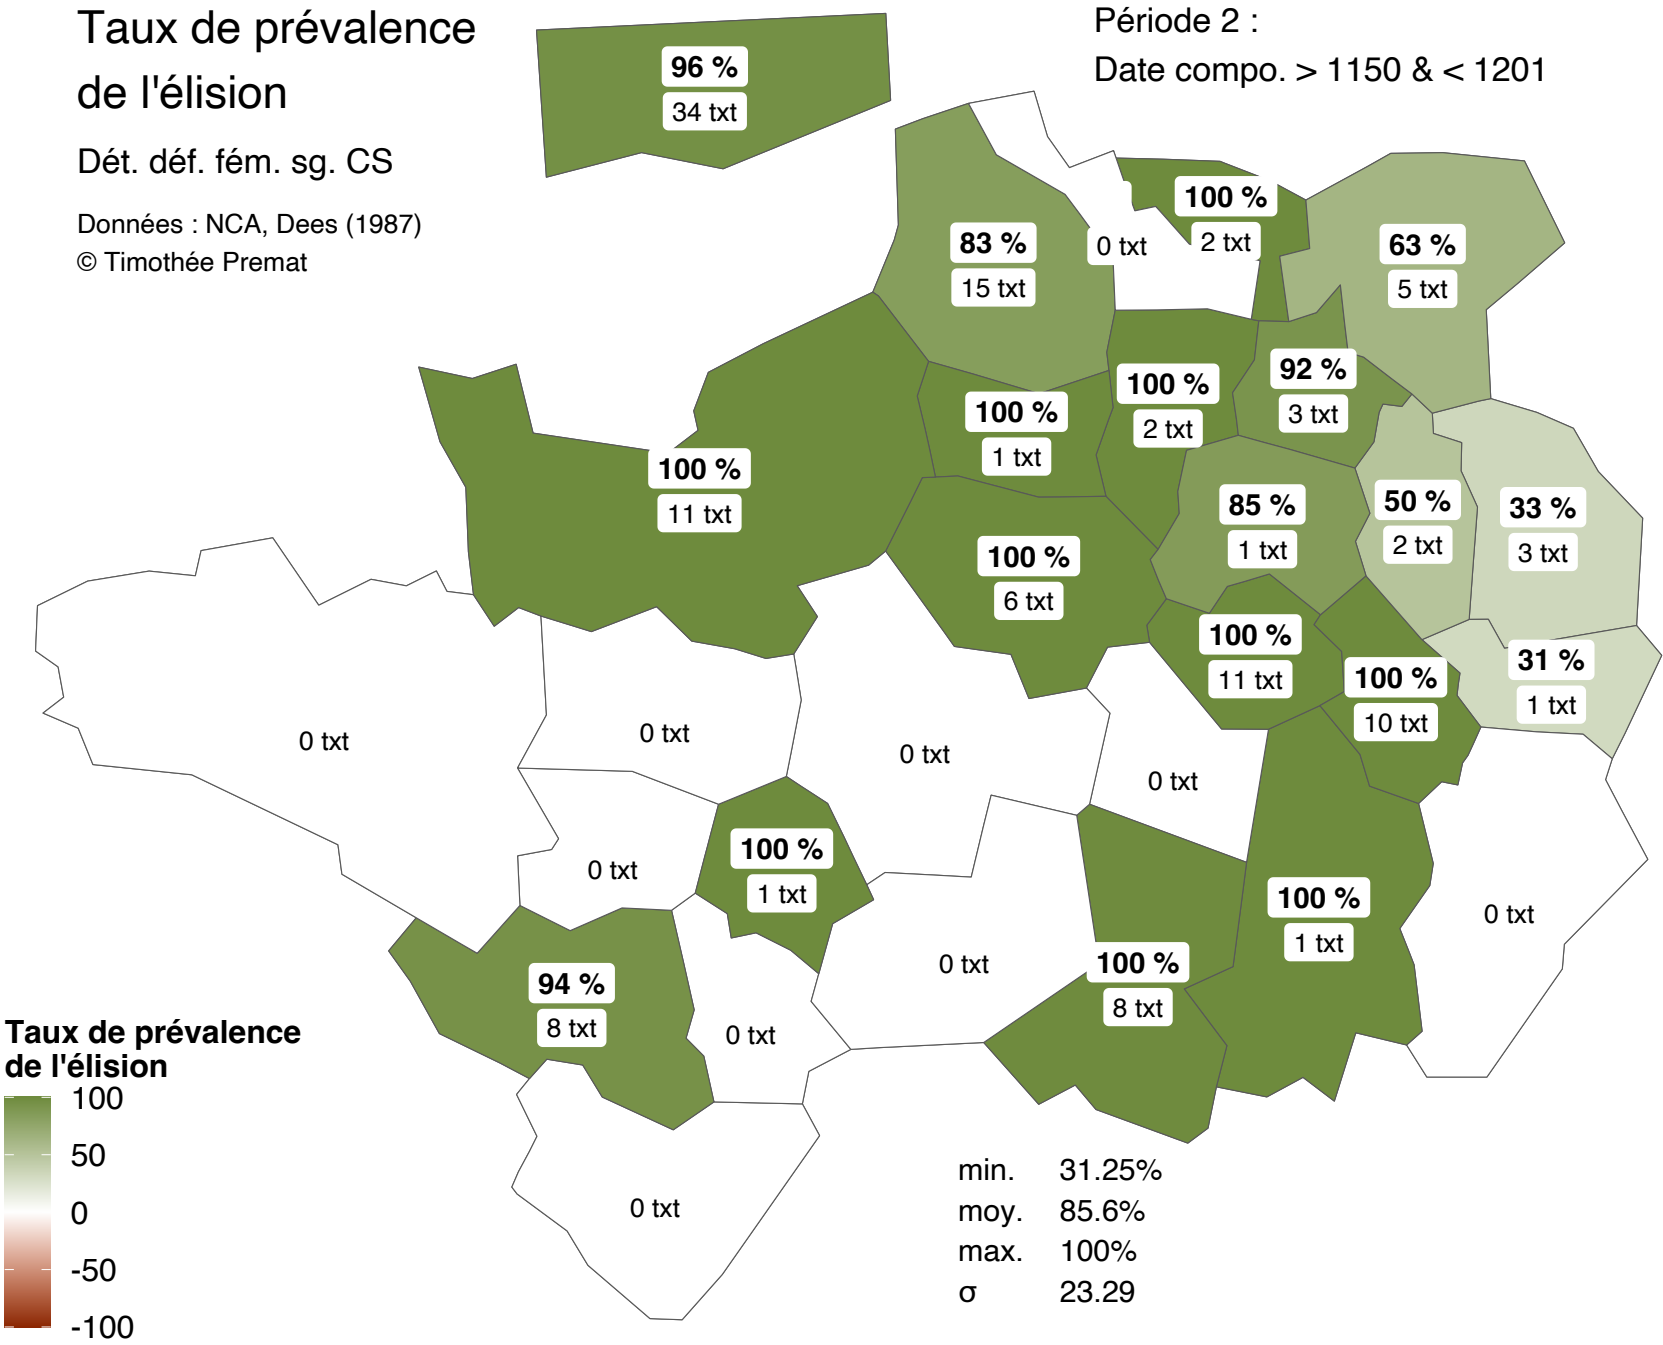 Taux de prévalence
de l'élision
Dét. déf. fém. sg. CS
Données : NCA, Dees (1987)
© Timothée Premat
Période 2 :
Date compo. > 1150 & < 1201
96 %
34 txt
100 %
2 txt
83 %
15 txt
0 txt
63 %
5 txt
100 %
2 txt
92 %
3 txt
100 %
1 txt
100 %
11 txt
85 %
1 txt
50 %
2 txt
33 %
3 txt
100 %
6 txt
100 %
11 txt
31 %
1 txt
100 %
10 txt
0 txt
0 txt
0 txt
0 txt
0 txt
100 %
1 txt
100 %
1 txt
0 txt
94 %
8 txt
0 txt
0 txt
100 %
8 txt
0 txt
Taux de prévalence
de l'élision
100
50
0
-50
-100
min. 31.25%
moy. 85.6%
max. 100%
σ 23.29